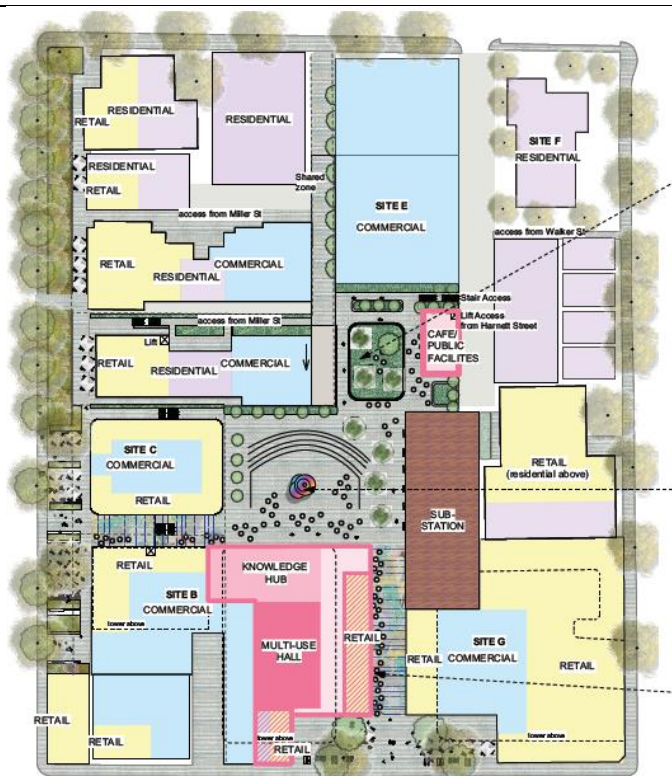 RESIDENTIAL
RETAIL
RESIDENTIAL
RESIDENTIAL
RETAIL
Shared
zone
access from Miller St
SITE E
COMMERCIAL
SITE F
RESIDENTIAL
access from Walker St
RETAIL
COMMERCIAL
RESIDENTIAL
access from Miller St
Stair Access
Lift Access
from Harnett Street
CAFE/
PUBLIC
FACILITES
Lift
RETAIL
COMMERCIAL
RESIDENTIAL
SITE C
COMMERCIAL
RETAIL
RETAIL
(residential above)
SUB-
STATION
RETAIL
SITE B
COMMERCIAL
lower above
KNOWLEDGE
HUB
MULTI-USE
HALL
RETAIL
SITE G
COMMERCIAL
RETAIL
RETAIL
RETAIL
RETAIL
lower above
RETAIL
lower above